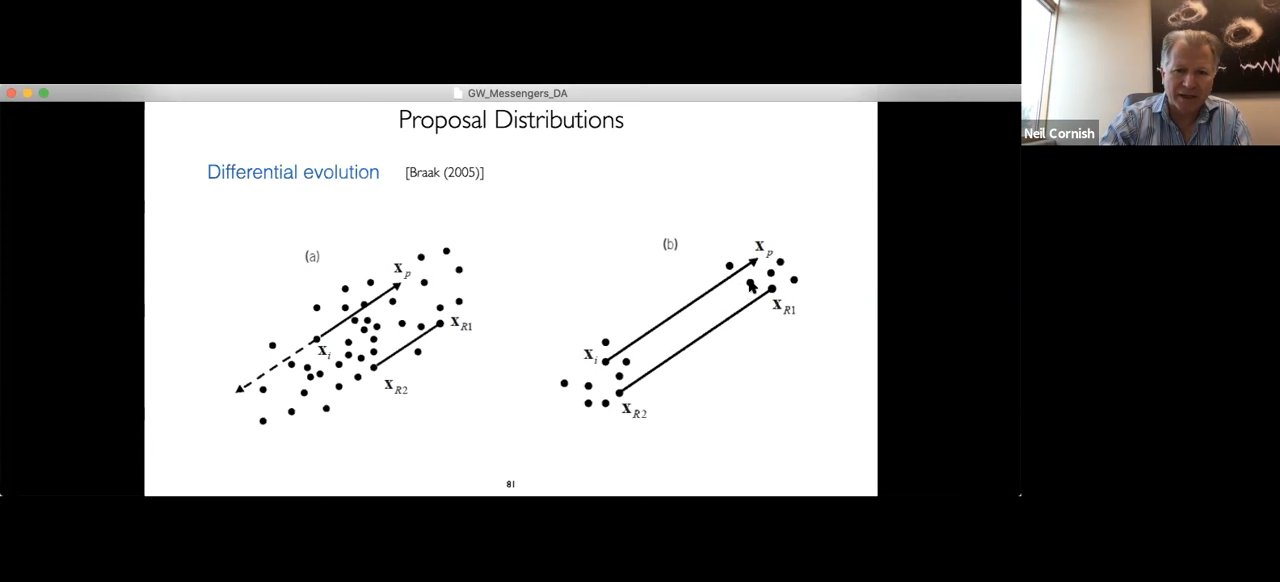 GW_Messengers_DA
Neil Cornish
Proposal Distributions
Differential evolution [Braak (2005)]
(a)
x_p
x_i
x_R1
x_R2
(b)
x_p
x_i
x_R1
x_R2
81